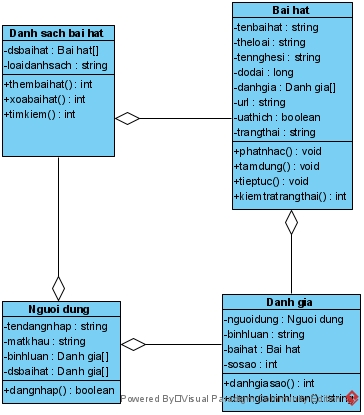 Danh sach bai hat
-dsbaihat : Bai hat[]
-loaidanhsach : string
+thembaihat() : int
+xoabaihat() : int
+timkiem() : int
Bai hat
-tenbaihat : string
-theloai : string
-tennghesi : string
-dodai : long
-danhgia : Danh gia[]
-url : string
-uathich : boolean
-trangthai : string
+phatnhac() : void
+tamdung() : void
+tieptuc() : void
+kiemtratrangthai() : int
Nguoi dung
-tendangnhap : string
-matkhau : string
-binhluan : Danh gia[]
-dsbaihat : Danh gia[]
+dangnhap() : boolean
Danh gia
-nguoidung : Nguoi dung
-binhluan : string
-baihat : Bai hat
-sosao : int
+danhgiasao() : int
+danhgiabinhluan() : string
Powered By Visual Paradigm Community Edition